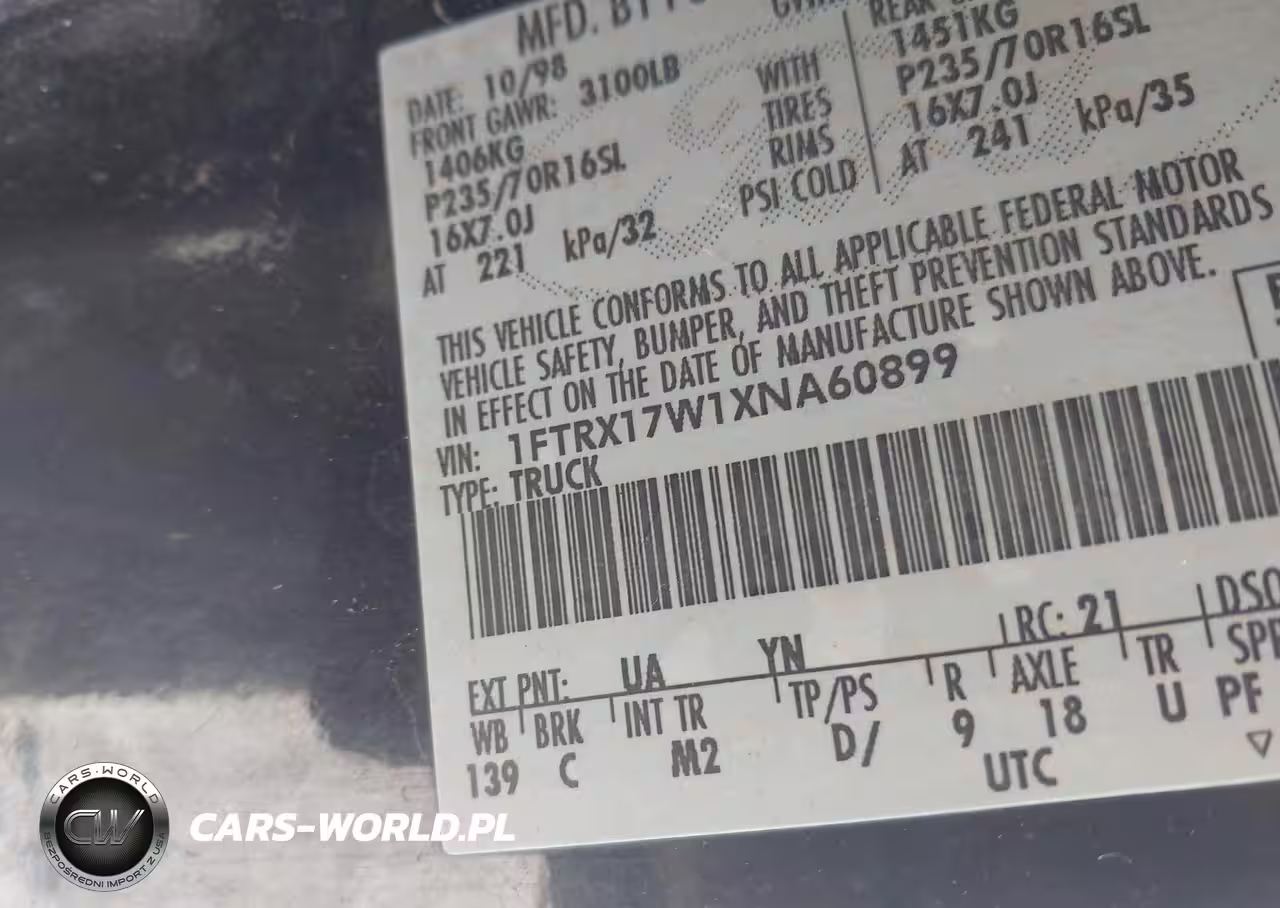 MFD. BY FO
DATE: 10/98
FRONT GAWR: 3100LB
1406KG
P235/70R16SL
16X7.0J
AT 221 kPa/32
WITH
TIRES
RIMS
PSI COLD
REAR
1451KG
P235/70R16SL
16X7.0J
AT 241 kPa/35
THIS VEHICLE CONFORMS TO ALL APPLICABLE FEDERAL MOTOR
VEHICLE SAFETY, BUMPER, AND THEFT PREVENTION STANDARDS
IN EFFECT ON THE DATE OF MANUFACTURE SHOWN ABOVE.
VIN: 1FTRX17W1XNA60899
TYPE: TRUCK
EXT PNT: UA YN RC: 21 DSO
WB BRK INT TR TP/PS R AXLE TR SPR
139 C M2 D/ 9 18 U PF
UTC
CARS-WORLD
CW
BEZPOŚREDNI IMPORT Z USA
CARS-WORLD.PL